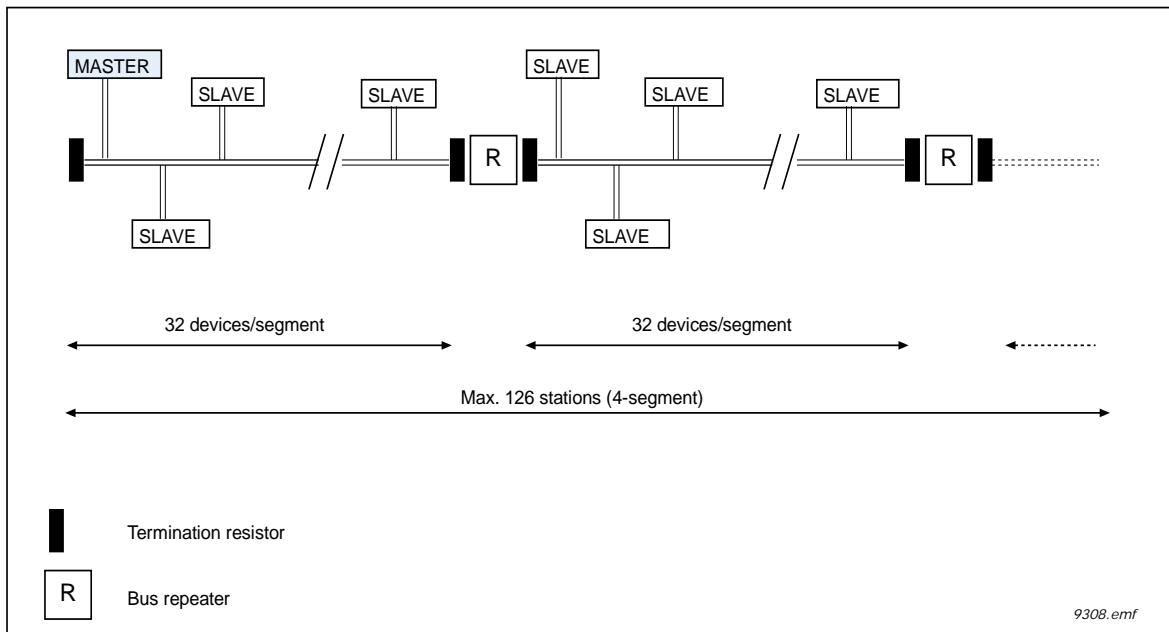 MASTER
SLAVE
SLAVE
SLAVE
SLAVE
SLAVE
SLAVE
R
R
SLAVE
SLAVE
32 devices/segment
32 devices/segment
Max. 126 stations (4-segment)
Termination resistor
R
Bus repeater
9308.emf